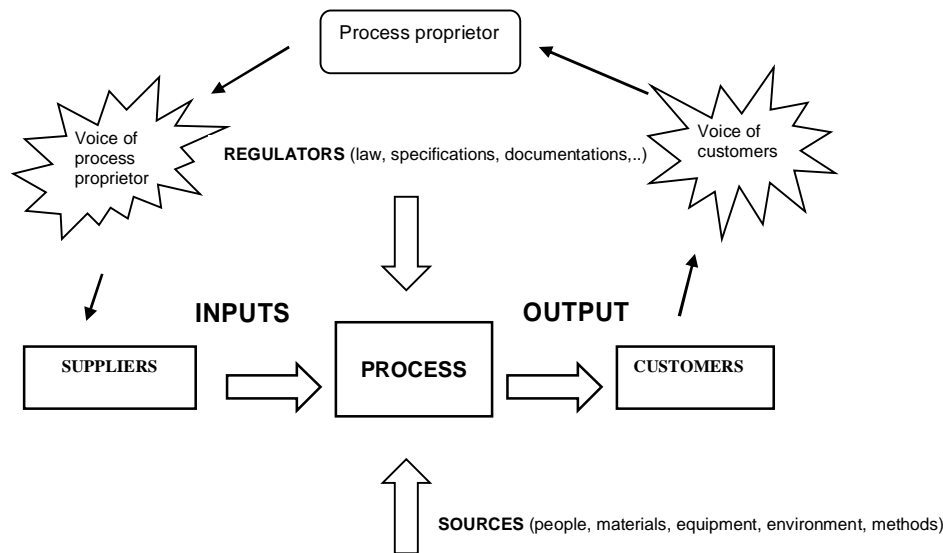 Process proprietor
Voice of
process
proprietor
Voice of
customers
REGULATORS (law, specifications, documentations,..)
INPUTS
OUTPUT
SUPPLIERS
PROCESS
CUSTOMERS
SOURCES (people, materials, equipment, environment, methods)